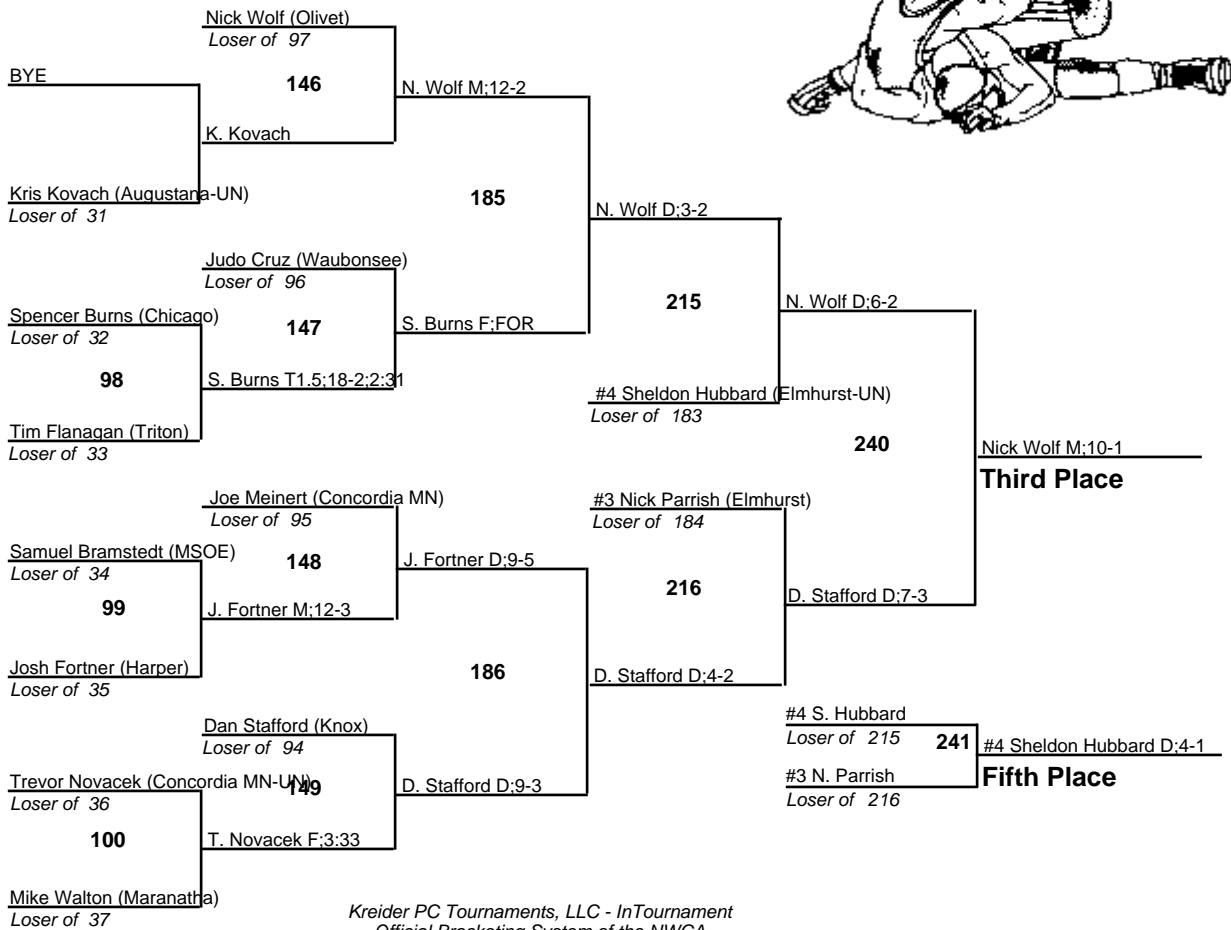 Nick Wolf (Olivet)
Loser of 97
BYE
146
N. Wolf M;12-2
K. Kovach
Kris Kovach (Augustana-UN)
Loser of 31
185
N. Wolf D;3-2
Judo Cruz (Waubonsee)
Loser of 96
Spencer Burns (Chicago)
Loser of 32
147
S. Burns F;FOR
215
N. Wolf D;6-2
98
S. Burns T1.5;18-2;2:31
#4 Sheldon Hubbard (Elmhurst-UN)
Loser of 183
Tim Flanagan (Triton)
Loser of 33
240
Nick Wolf M;10-1
Third Place
Joe Meinert (Concordia MN)
Loser of 95
#3 Nick Parrish (Elmhurst)
Loser of 184
Samuel Bramstedt (MSOE)
Loser of 34
148
J. Fortner D;9-5
99
J. Fortner M;12-3
216
D. Stafford D;7-3
Josh Fortner (Harper)
Loser of 35
186
D. Stafford D;4-2
Dan Stafford (Knox)
Loser of 94
#4 S. Hubbard
Loser of 215
241
#4 Sheldon Hubbard D;4-1
Fifth Place
#3 N. Parrish
Loser of 216
Trevor Novacek (Concordia MN-UN)
Loser of 36
149
D. Stafford D;9-3
100
T. Novacek F;3:33
Mike Walton (Maranatha)
Loser of 37
Kreider PC Tournaments, LLC - InTournament
Official Bracketing System of the NWCA